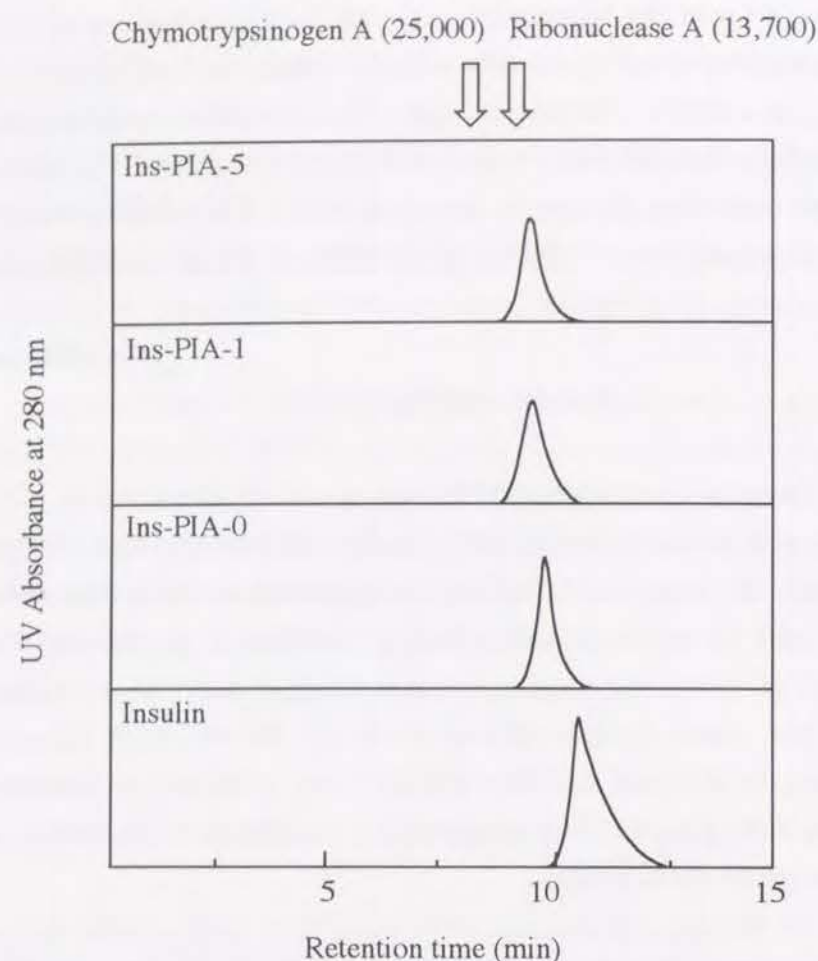 Chymotrypsinogen A (25,000) Ribonuclease A (13,700)
Ins-PIA-5
Ins-PIA-1
Ins-PIA-0
Insulin
UV Absorbance at 280 nm
5 10 15
Retention time (min)